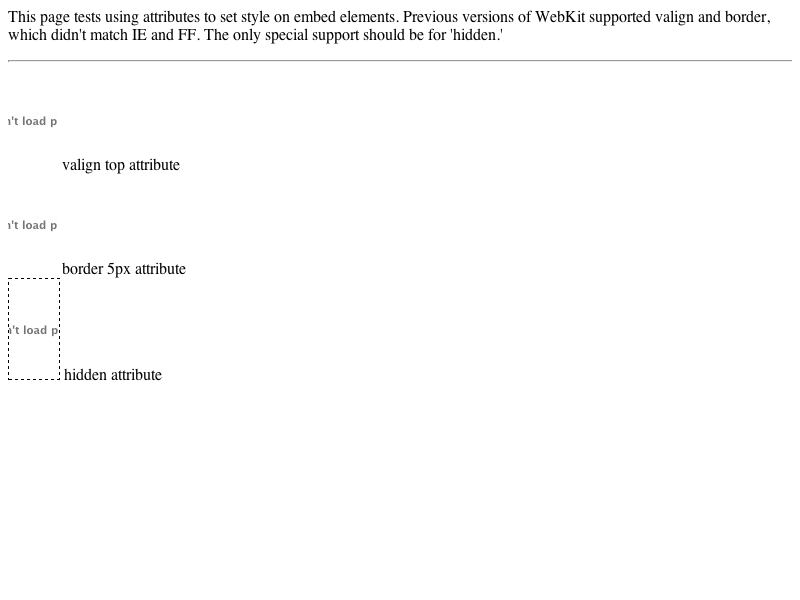 This page tests using attributes to set style on embed elements. Previous versions of WebKit supported valign and border,
which didn't match IE and FF. The only special support should be for 'hidden.'
't load p
valign top attribute
't load p
border 5px attribute
't load p
hidden attribute